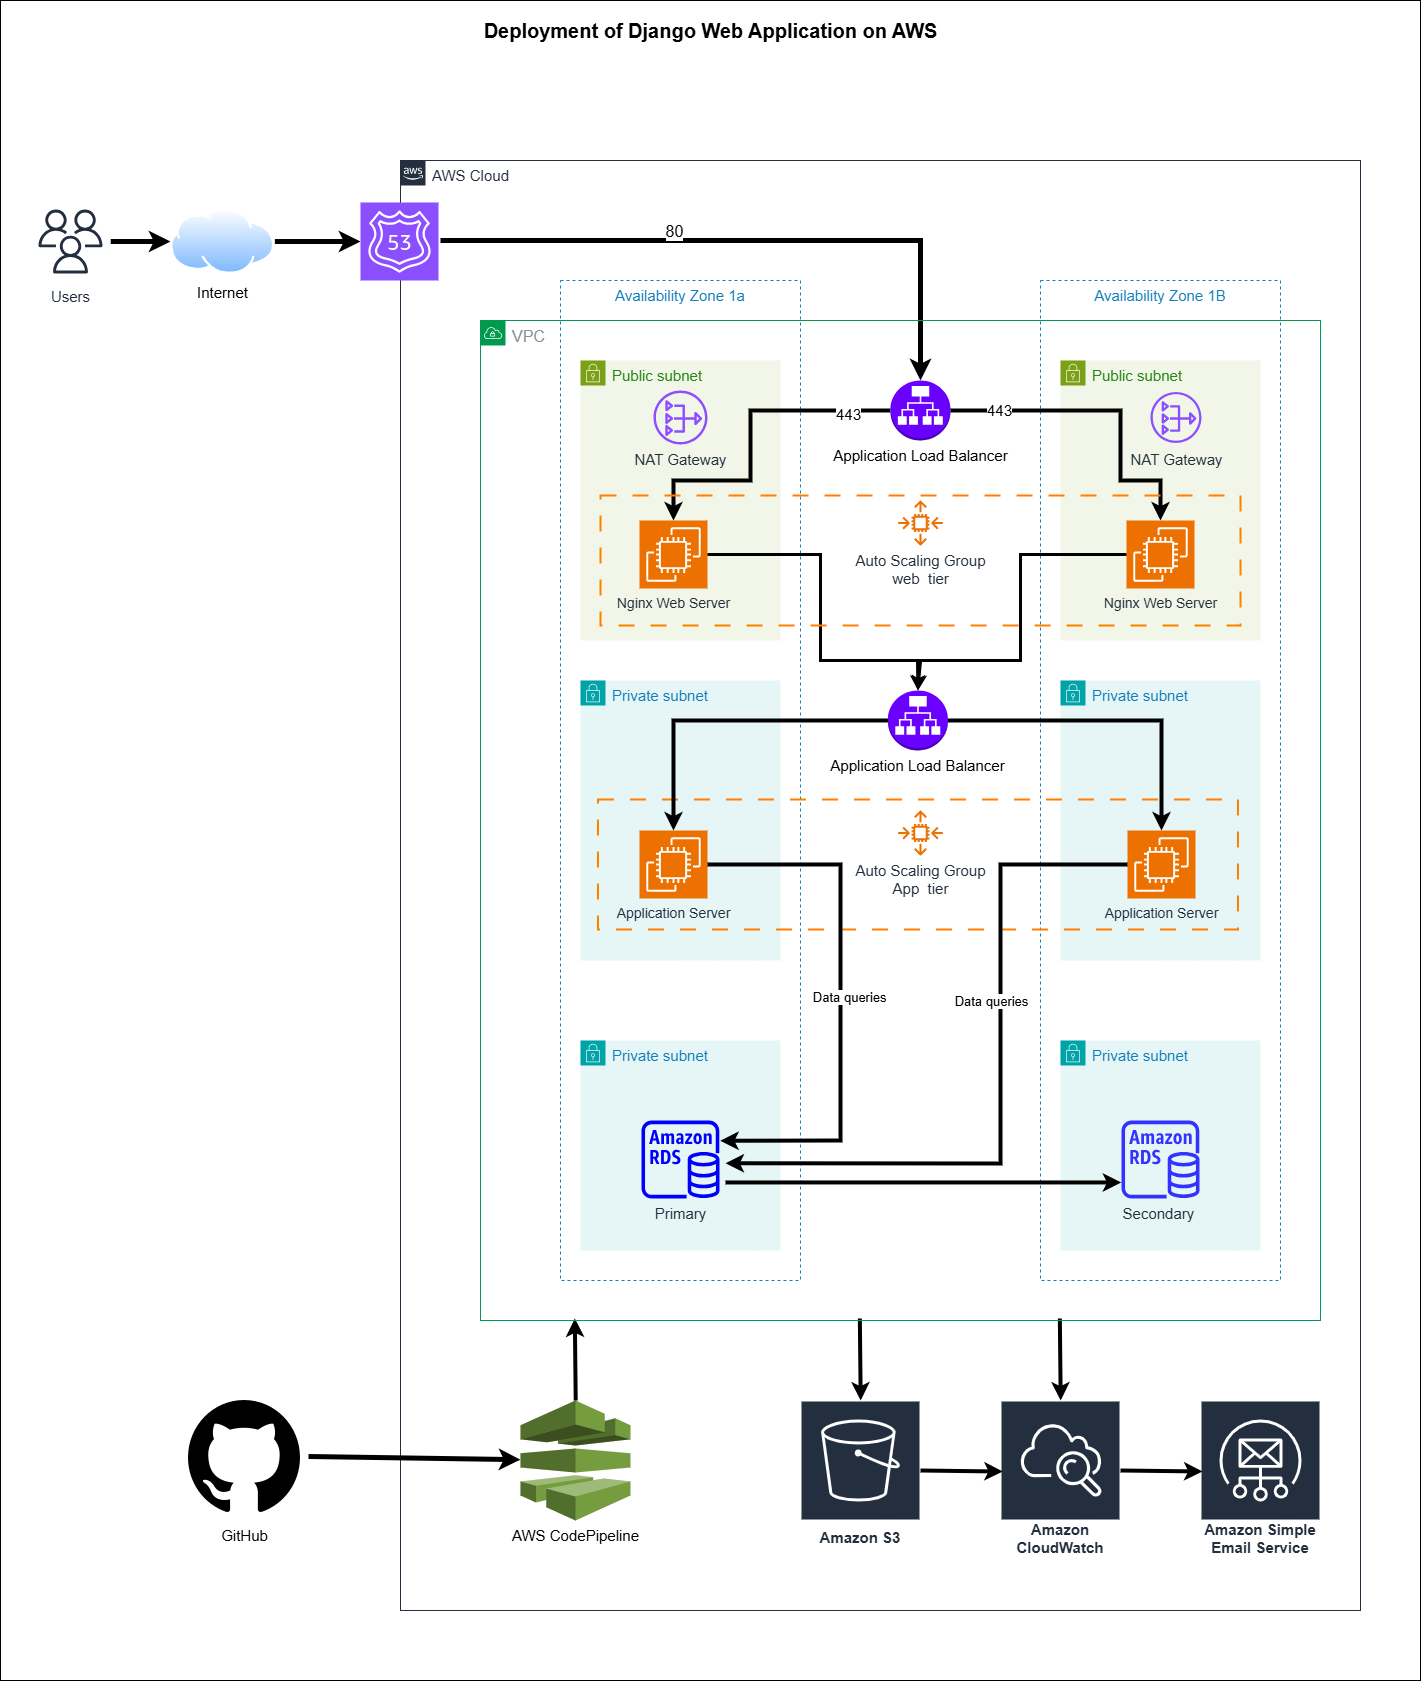 Deployment of Django Web Application on AWS
aws
AWS Cloud
Users
Internet
53
80
Availability Zone 1a
Availability Zone 1B
VPC
Public subnet
Public subnet
443
443
NAT Gateway
Application Load Balancer
NAT Gateway
Auto Scaling Group
web tier
Nginx Web Server
Nginx Web Server
Private subnet
Private subnet
Application Load Balancer
Auto Scaling Group
App tier
Application Server
Application Server
Data queries
Data queries
Private subnet
Private subnet
Amazon
RDS
Amazon
RDS
Primary
Secondary
GitHub
AWS CodePipeline
Amazon S3
Amazon
CloudWatch
Amazon Simple
Email Service